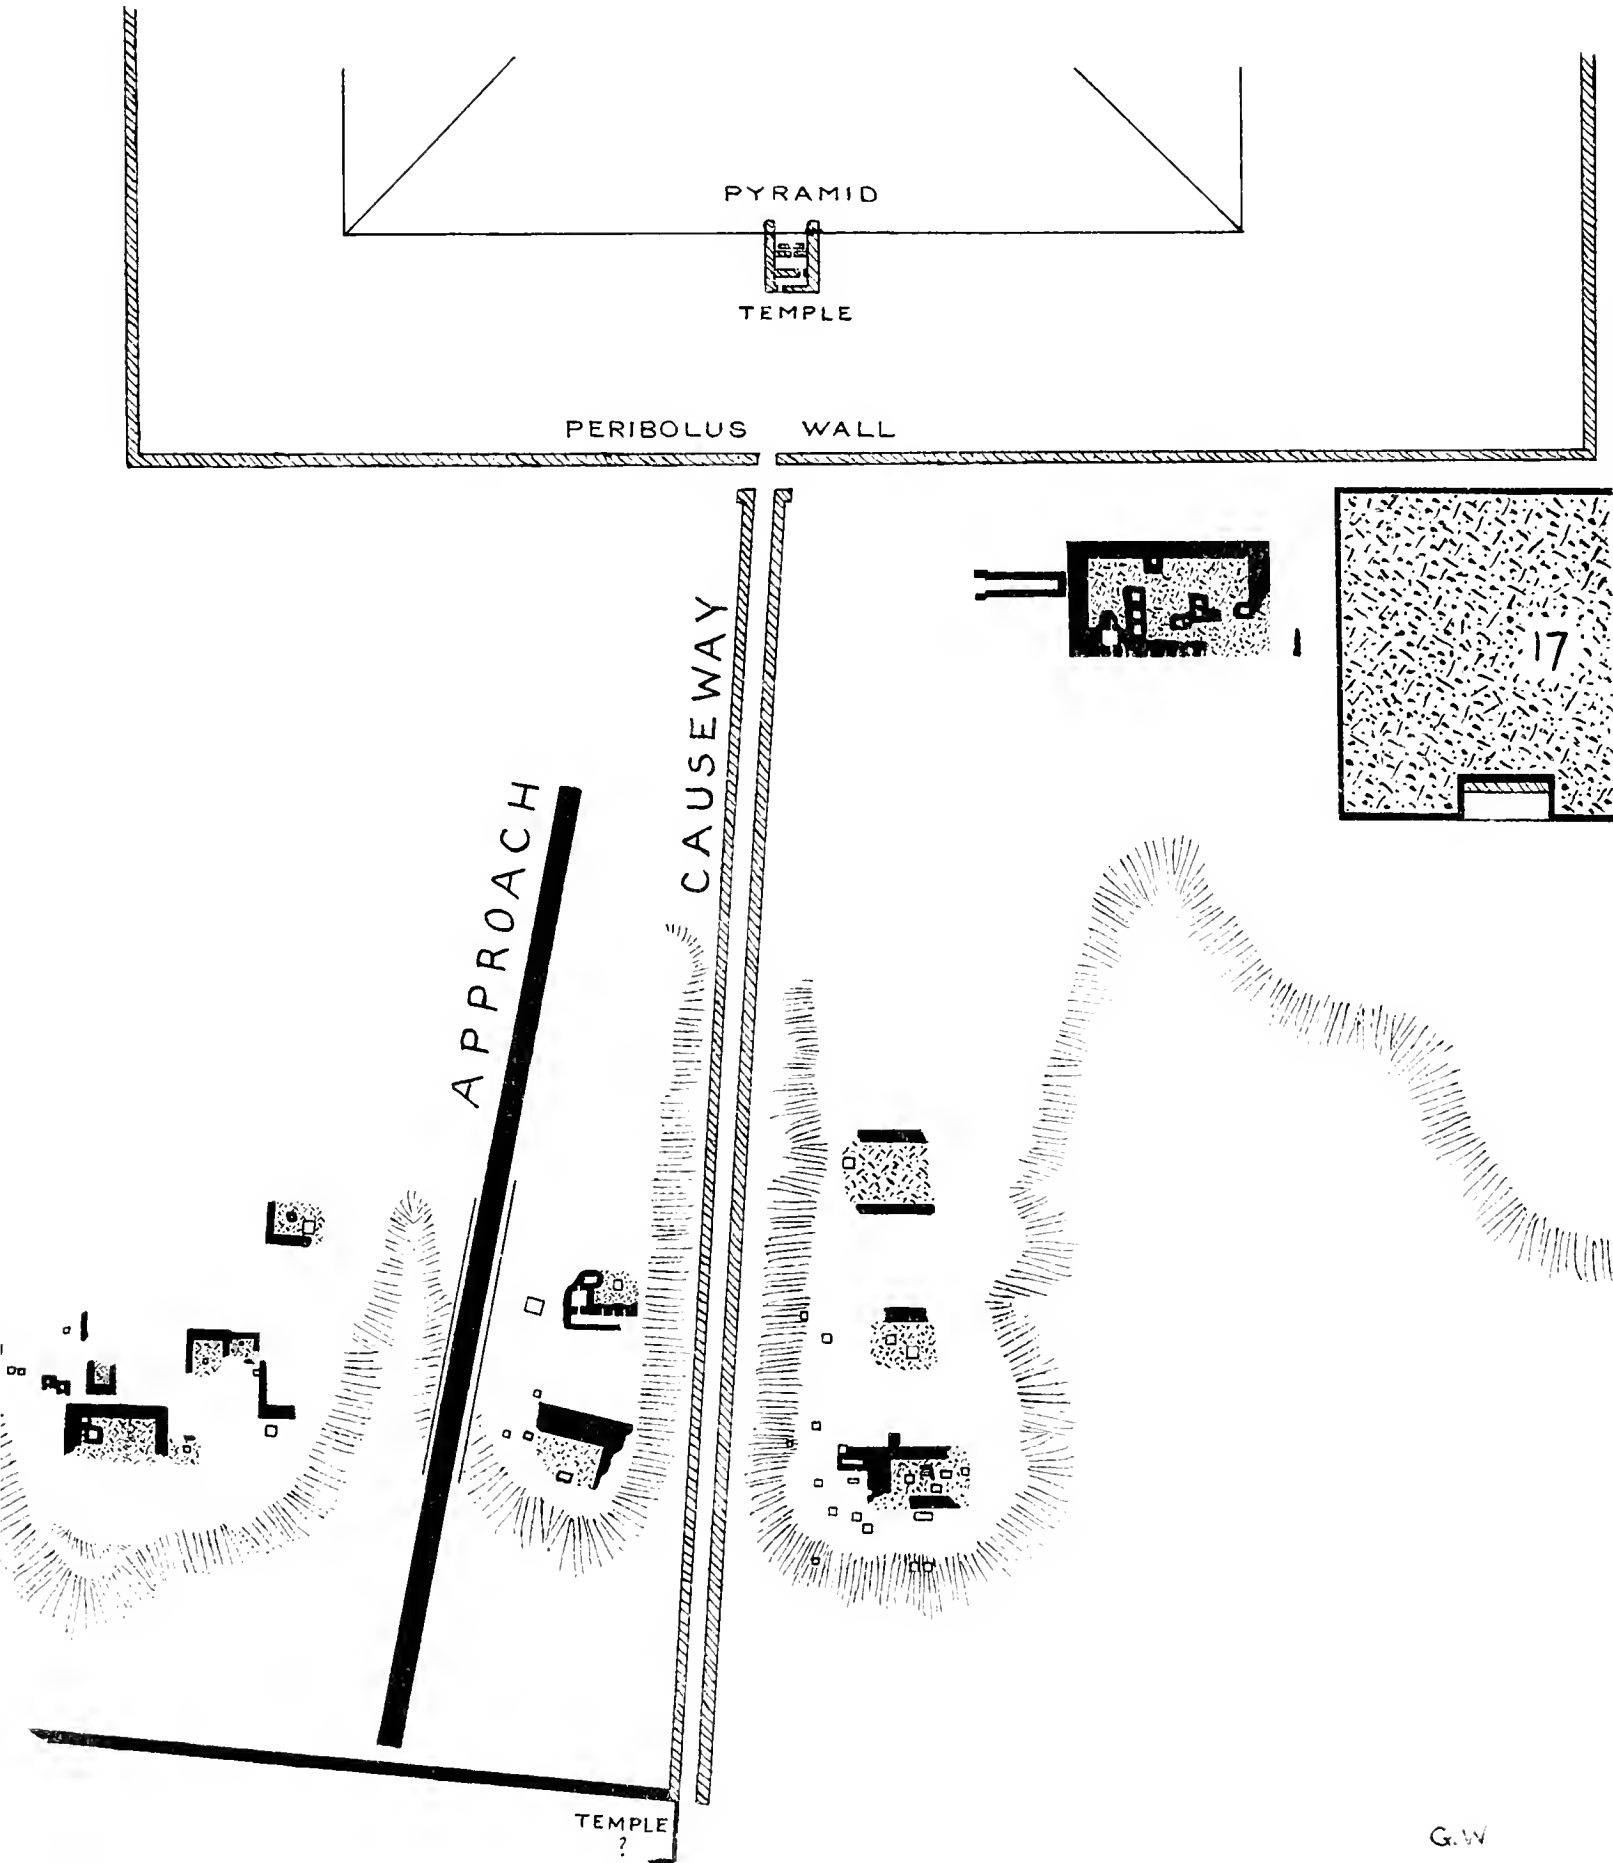 PYRAMID
TEMPLE
PERIBOLUS WALL
CAUSEWAY
17
APPROACH
TEMPLE
?
G.W